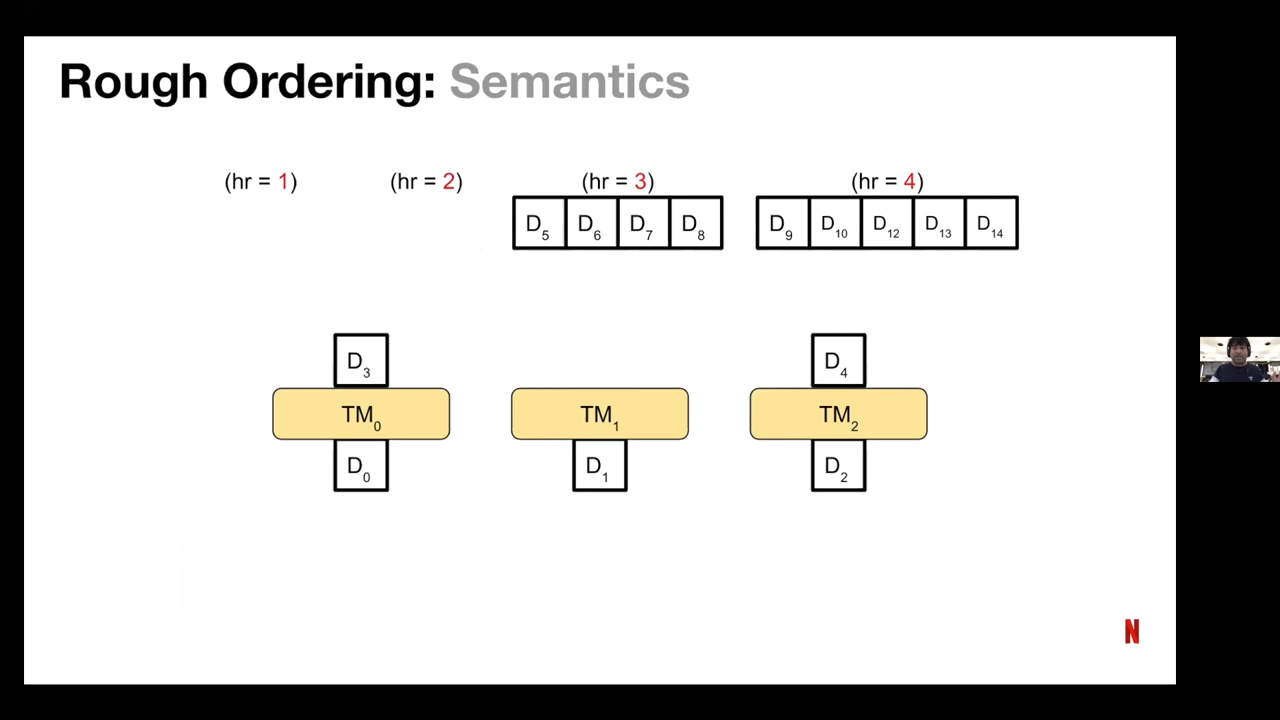 Rough Ordering: Semantics
(hr = 1) (hr = 2) (hr = 3) (hr = 4)
D5 D6 D7 D8 D9 D10 D12 D13 D14
D3 D4
TM0 TM1 TM2
D0 D1 D2
N